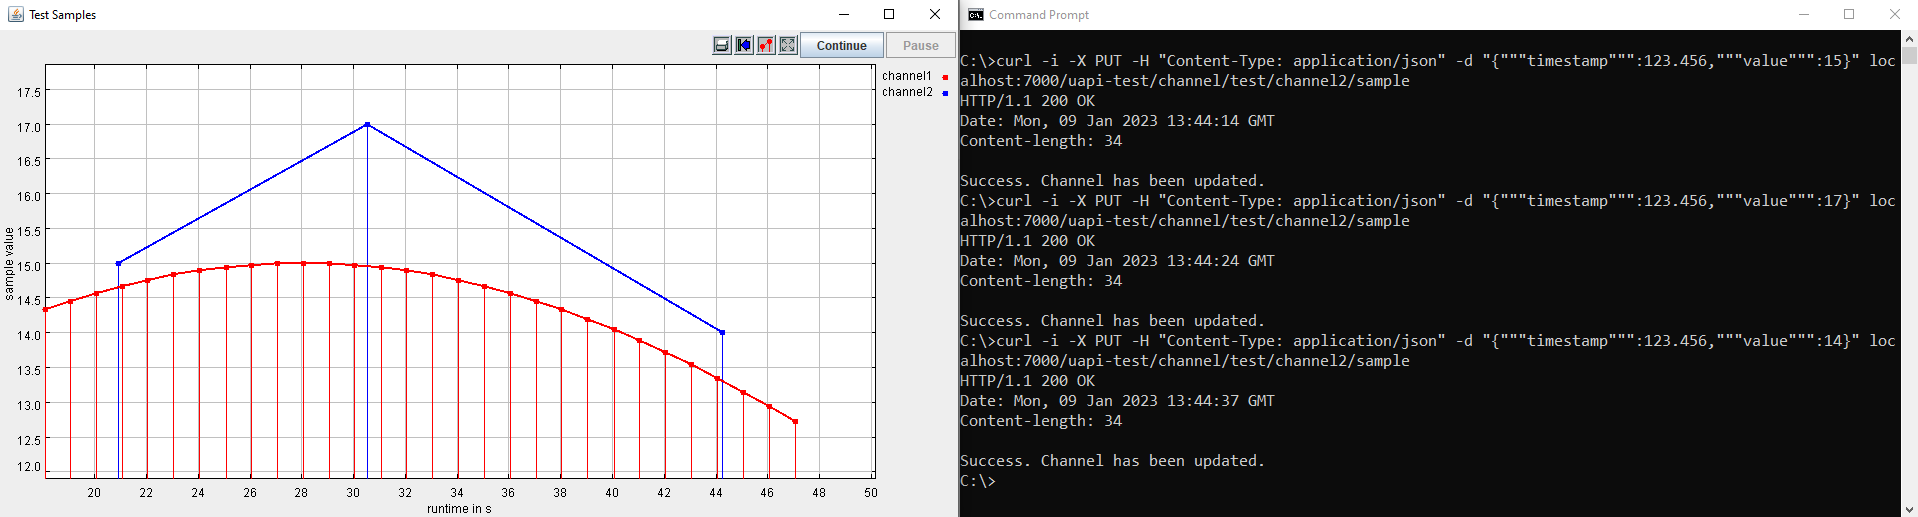 Test Samples
Continue
Pause
channel1
channel2
17.5
17.0
16.5
16.0
15.5
15.0
14.5
14.0
13.5
13.0
12.5
12.0
sample value
20 22 24 26 28 30 32 34 36 38 40 42 44 46 48 50
runtime in s
Command Prompt
C:\>curl -i -X PUT -H "Content-Type: application/json" -d "{"""timestamp""":123.456,"""value""":15}" loc
alhost:7000/uapi-test/channel/test/channel2/sample
HTTP/1.1 200 OK
Date: Mon, 09 Jan 2023 13:44:14 GMT
Content-length: 34
Success. Channel has been updated.
C:\>curl -i -X PUT -H "Content-Type: application/json" -d "{"""timestamp""":123.456,"""value""":17}" loc
alhost:7000/uapi-test/channel/test/channel2/sample
HTTP/1.1 200 OK
Date: Mon, 09 Jan 2023 13:44:24 GMT
Content-length: 34
Success. Channel has been updated.
C:\>curl -i -X PUT -H "Content-Type: application/json" -d "{"""timestamp""":123.456,"""value""":14}" loc
alhost:7000/uapi-test/channel/test/channel2/sample
HTTP/1.1 200 OK
Date: Mon, 09 Jan 2023 13:44:37 GMT
Content-length: 34
Success. Channel has been updated.
C:\>